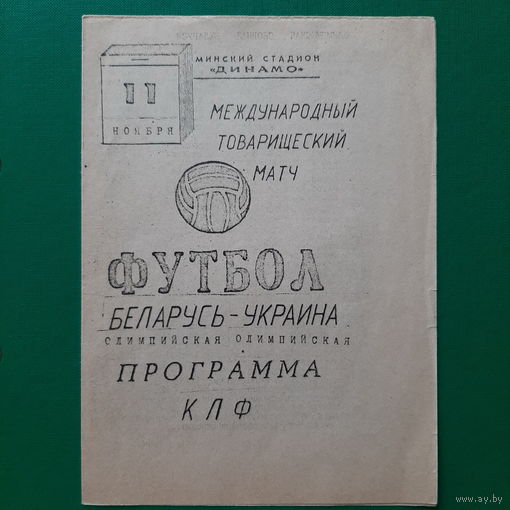 МИНСКИЙ СТАДИОН
«ДИНАМО»
11
НОЯБРЯ
МЕЖДУНАРОДНЫЙ
ТОВАРИЩЕСКИЙ
МАТЧ
ФУТБОЛ
БЕЛАРУСЬ-УКРАИНА
ОЛИМПИЙСКАЯ ОЛИМПИЙСКАЯ
ПРОГРАММА
КЛФ
www.ay.by